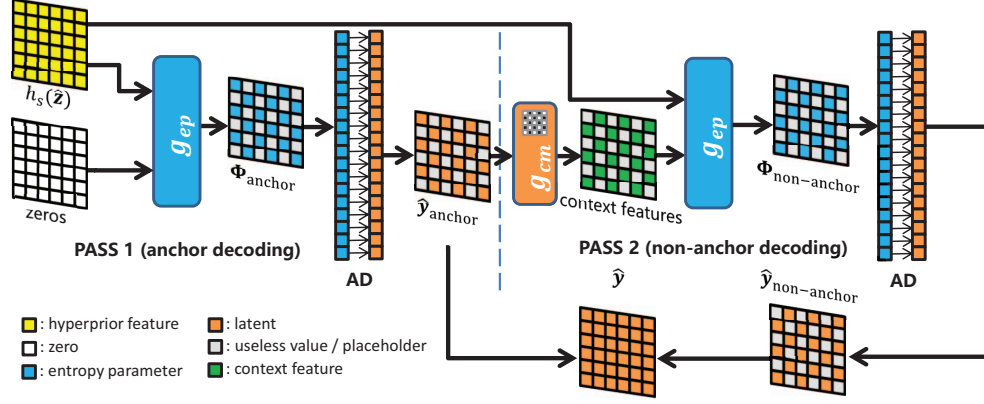 h_s(ẑ)
zeros
g_ep
Φ_anchor
AD
ŷ_anchor
PASS 1 (anchor decoding)
g_cm
context features
g_ep
Φ_non−anchor
AD
PASS 2 (non-anchor decoding)
ŷ
ŷ_non−anchor
: hyperprior feature
: zero
: entropy parameter
: latent
: useless value / placeholder
: context feature